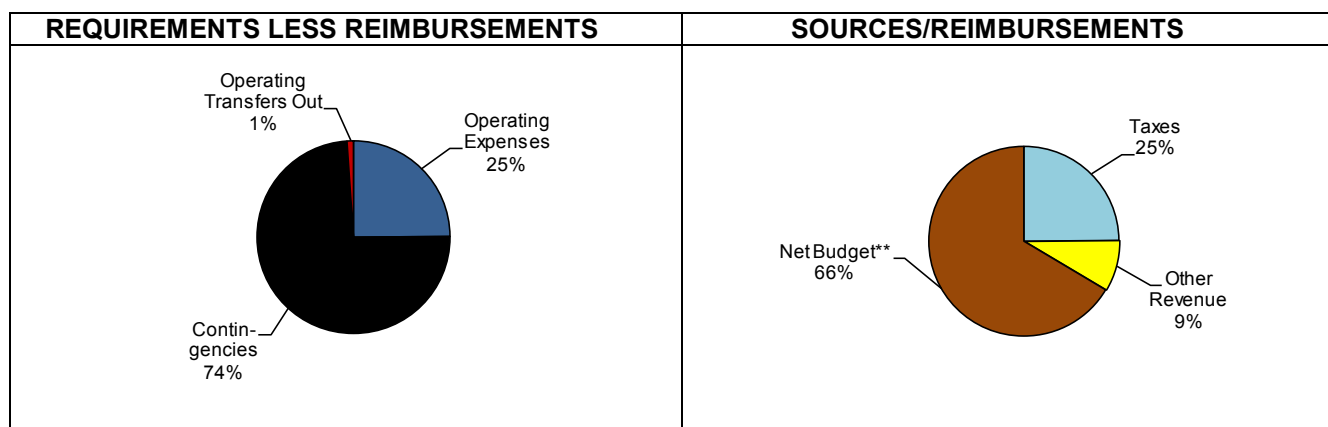 REQUIREMENTS LESS REIMBURSEMENTS
Operating
Transfers Out
1%
Operating
Expenses
25%
Contin-
gencies
74%
SOURCES/REIMBURSEMENTS
Taxes
25%
Net Budget**
66%
Other
Revenue
9%